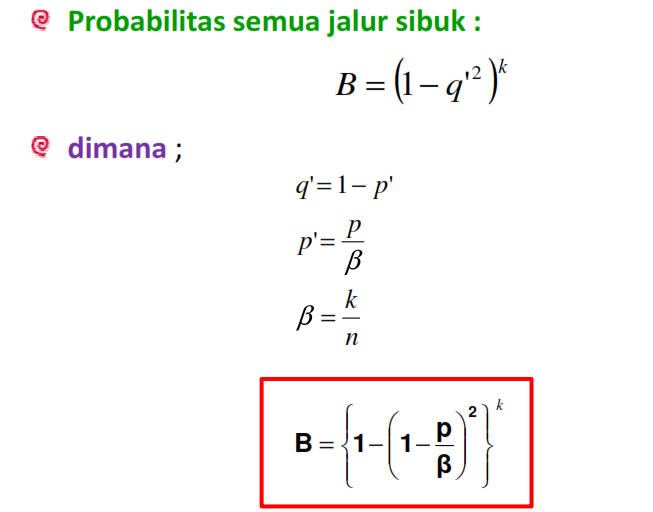 Probabilitas semua jalur sibuk :
B = (1 − q'²)ᵏ
dimana ;
q' = 1 − p'
p' = p/β
β = k/n
B = {1 − (1 − p/β)²}ᵏ